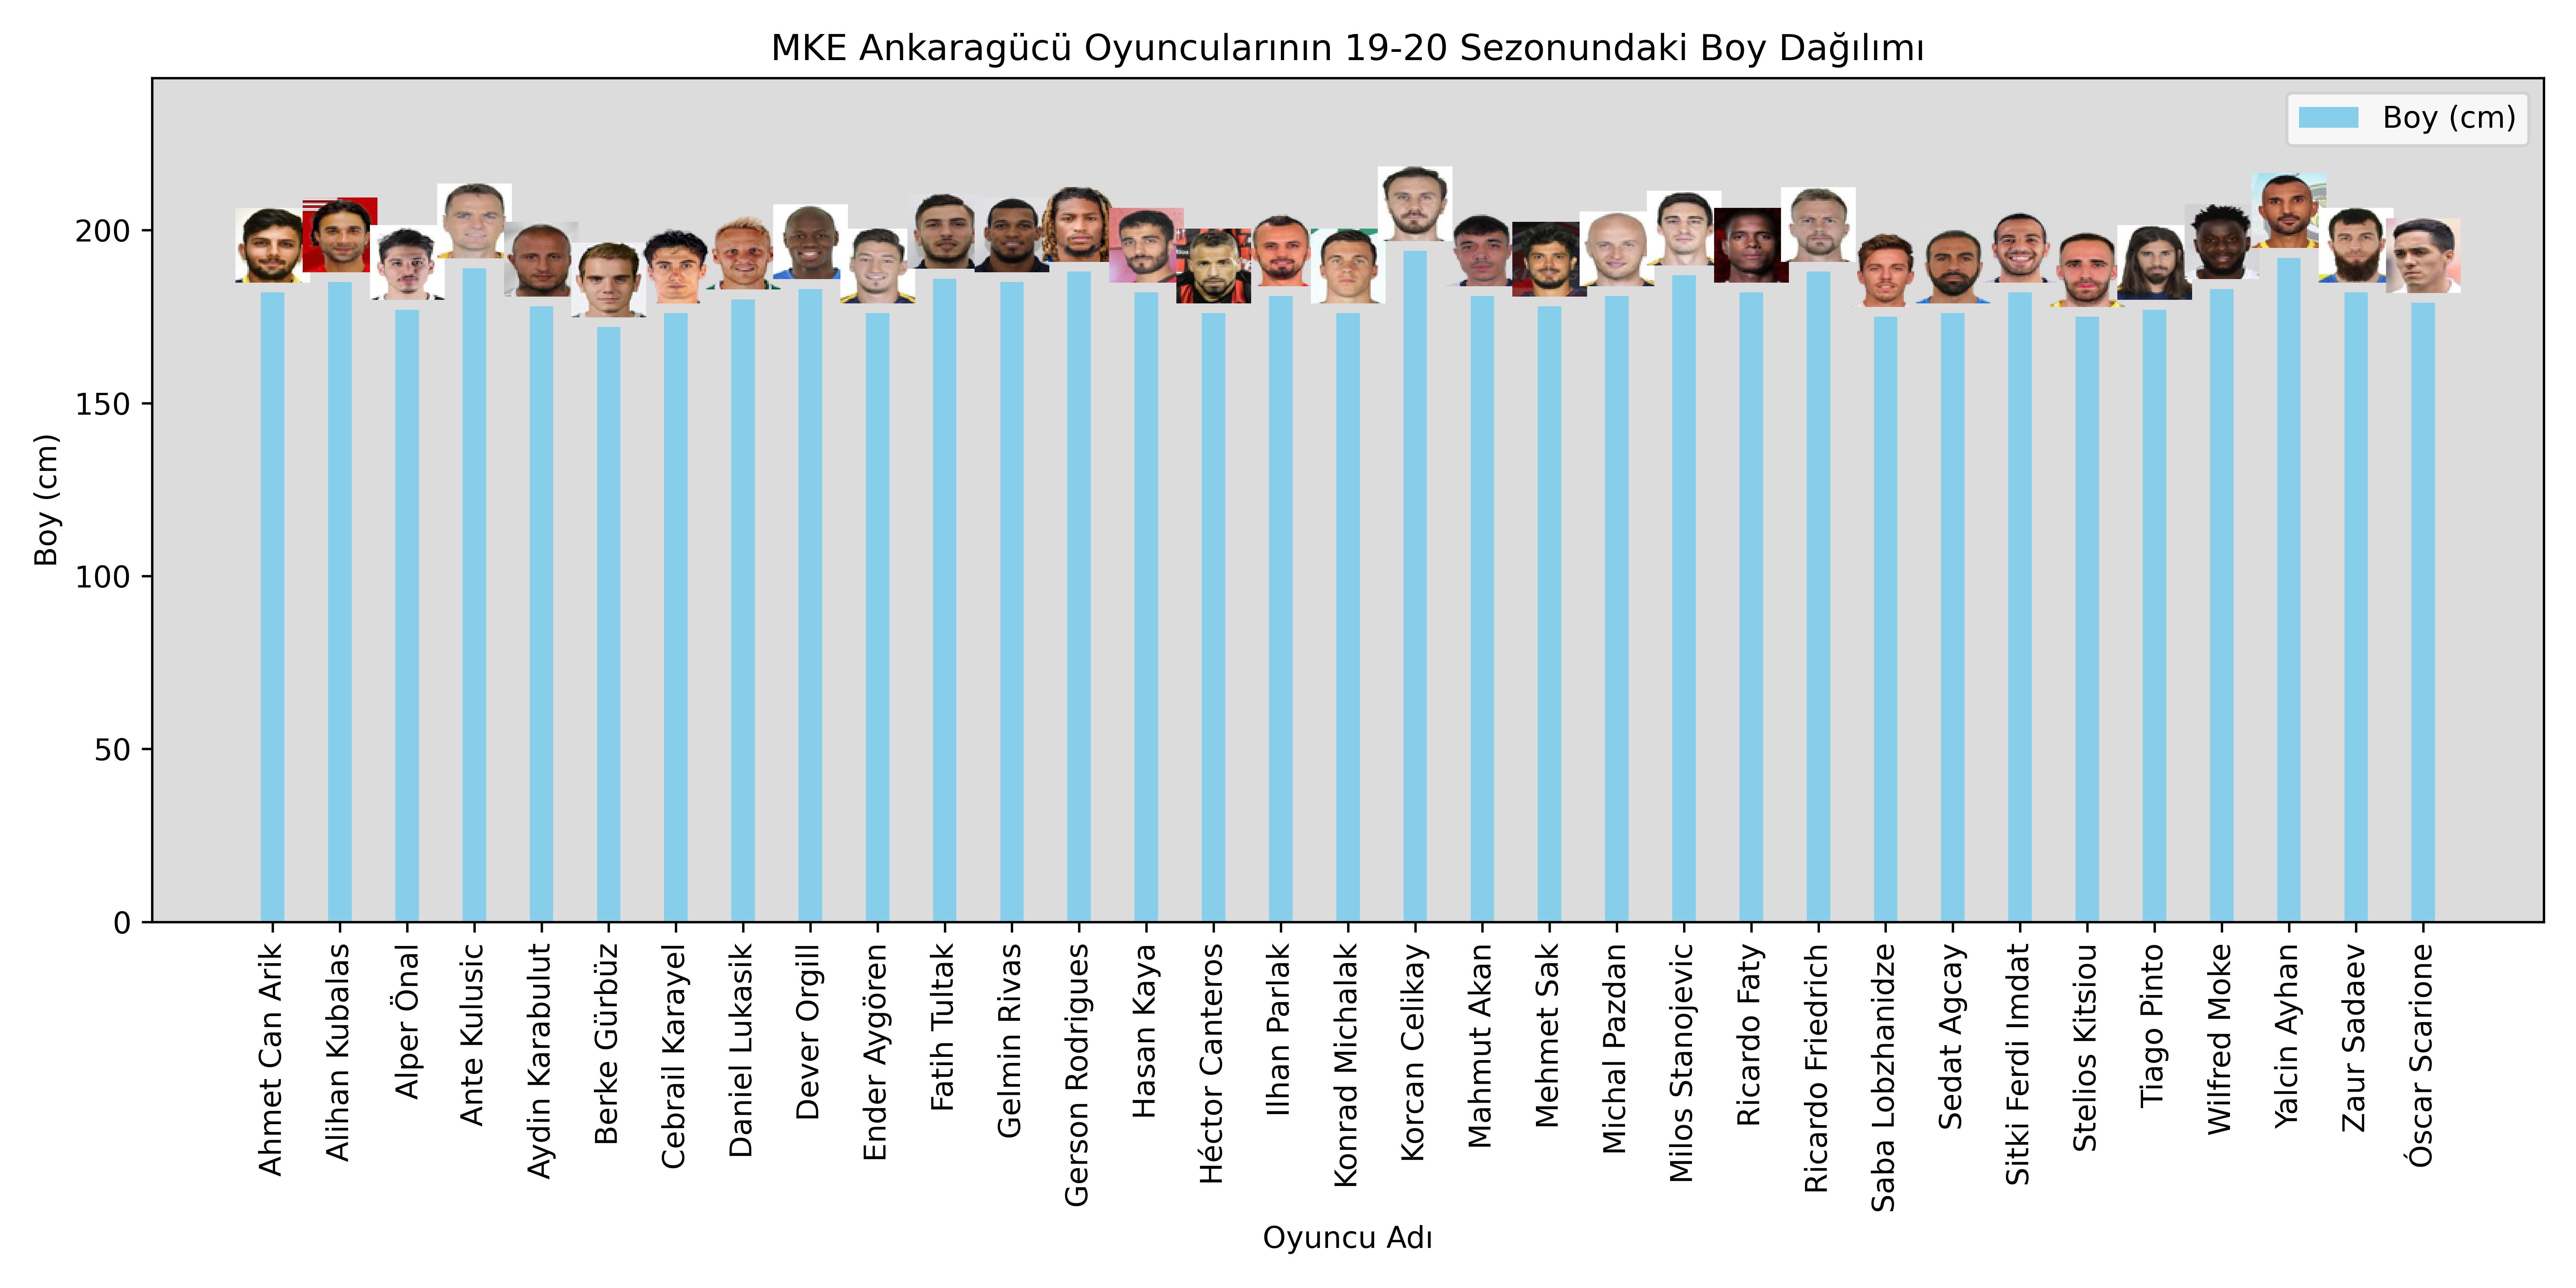 MKE Ankaragücü Oyuncularının 19-20 Sezonundaki Boy Dağılımı
Boy (cm)
200
150
100
50
0
Boy (cm)
Ahmet Can Arik
Alihan Kubalas
Alper Önal
Ante Kulusic
Aydin Karabulut
Berke Gürbüz
Cebrail Karayel
Daniel Lukasik
Dever Orgill
Ender Aygören
Fatih Tultak
Gelmin Rivas
Gerson Rodrigues
Hasan Kaya
Héctor Canteros
Ilhan Parlak
Konrad Michalak
Korcan Celikay
Mahmut Akan
Mehmet Sak
Michal Pazdan
Milos Stanojevic
Ricardo Faty
Ricardo Friedrich
Saba Lobzhanidze
Sedat Agcay
Sitki Ferdi Imdat
Stelios Kitsiou
Tiago Pinto
Wilfred Moke
Yalcin Ayhan
Zaur Sadaev
Óscar Scarione
Oyuncu Adı